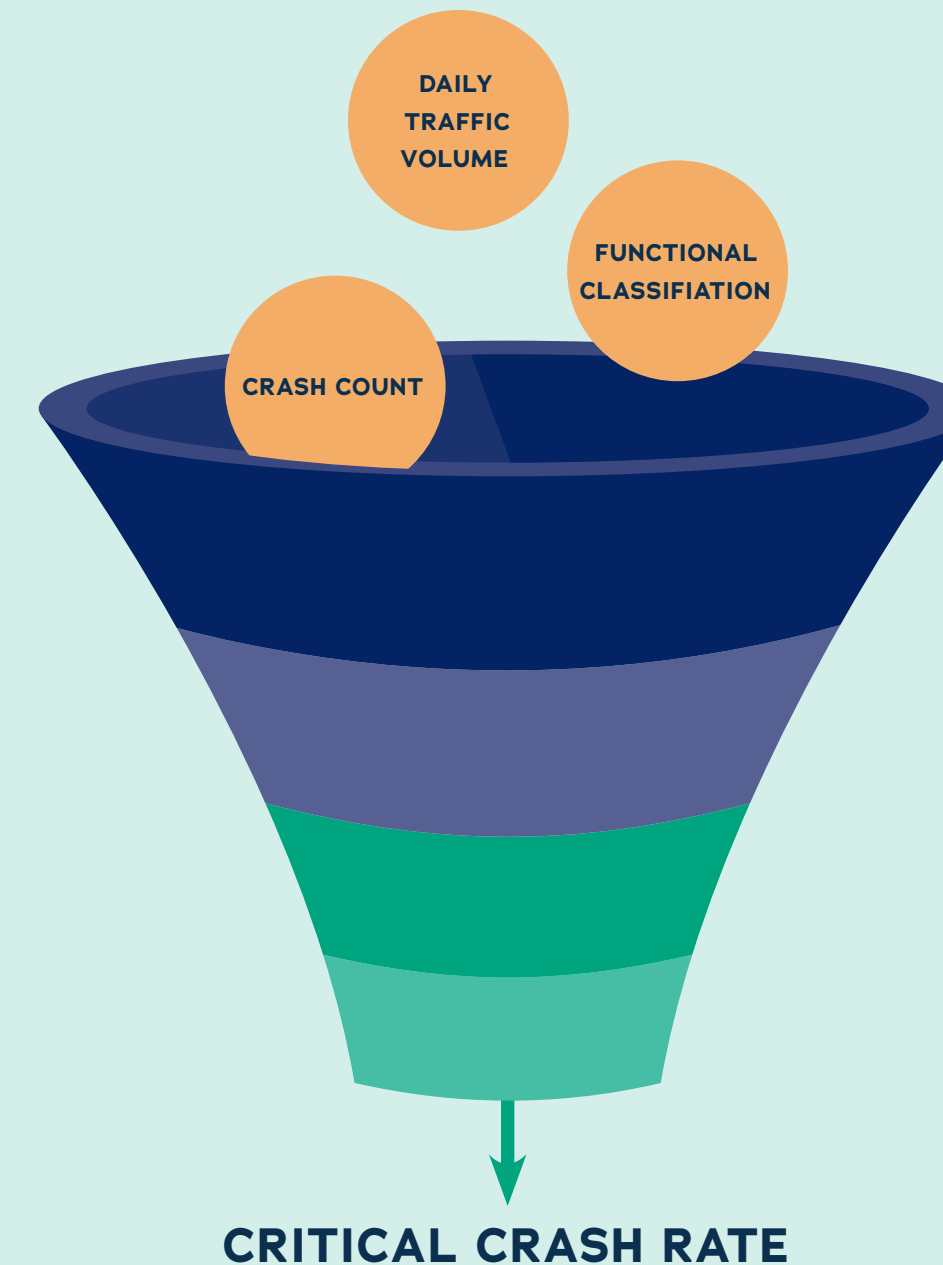 DAILY
TRAFFIC
VOLUME
FUNCTIONAL
CLASSIFIATION
CRASH COUNT
CRITICAL CRASH RATE